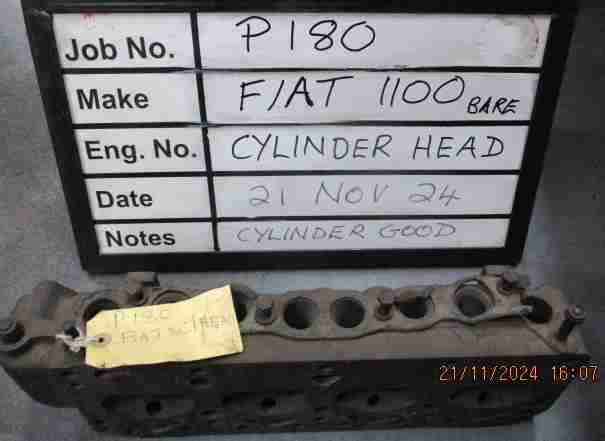 Job No. P180
Make FIAT 1100 BARE
Eng. No. CYLINDER HEAD
Date 21 NOV 24
Notes CYLINDER GOOD
P180
FIAT
21/11/2024 16:07